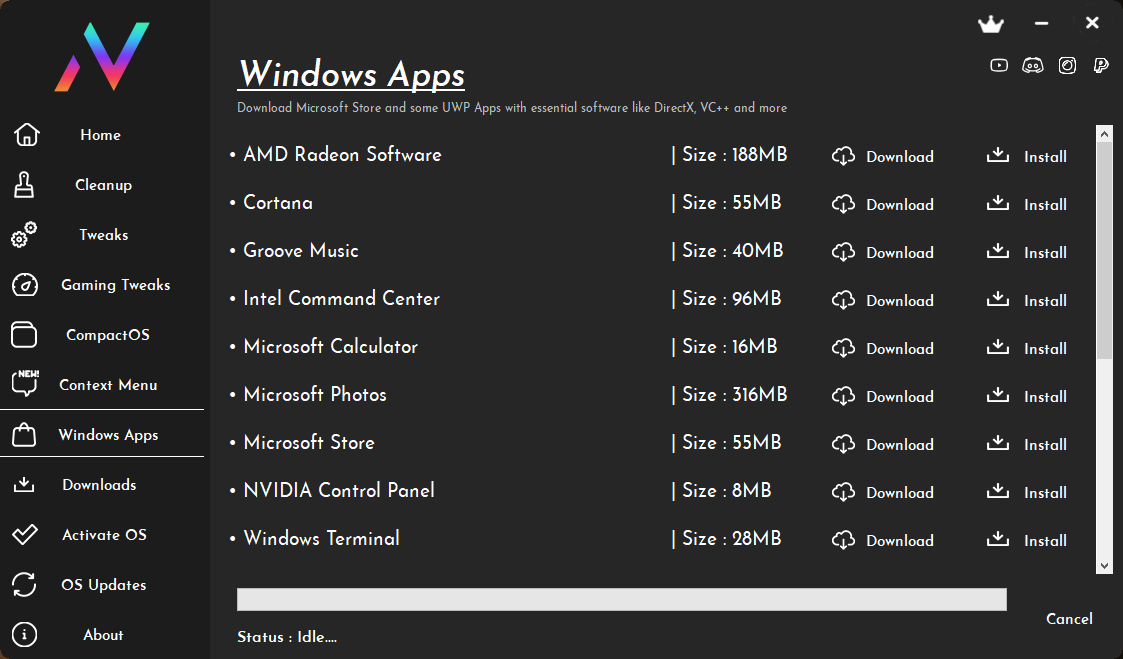 Windows Apps
Download Microsoft Store and some UWP Apps with essential software like DirectX, VC++ and more
Home
Cleanup
Tweaks
Gaming Tweaks
CompactOS
NEW!
Context Menu
Windows Apps
Downloads
Activate OS
OS Updates
About
• AMD Radeon Software | Size : 188MB Download Install
• Cortana | Size : 55MB Download Install
• Groove Music | Size : 40MB Download Install
• Intel Command Center | Size : 96MB Download Install
• Microsoft Calculator | Size : 16MB Download Install
• Microsoft Photos | Size : 316MB Download Install
• Microsoft Store | Size : 55MB Download Install
• NVIDIA Control Panel | Size : 8MB Download Install
• Windows Terminal | Size : 28MB Download Install
Cancel
Status : Idle....